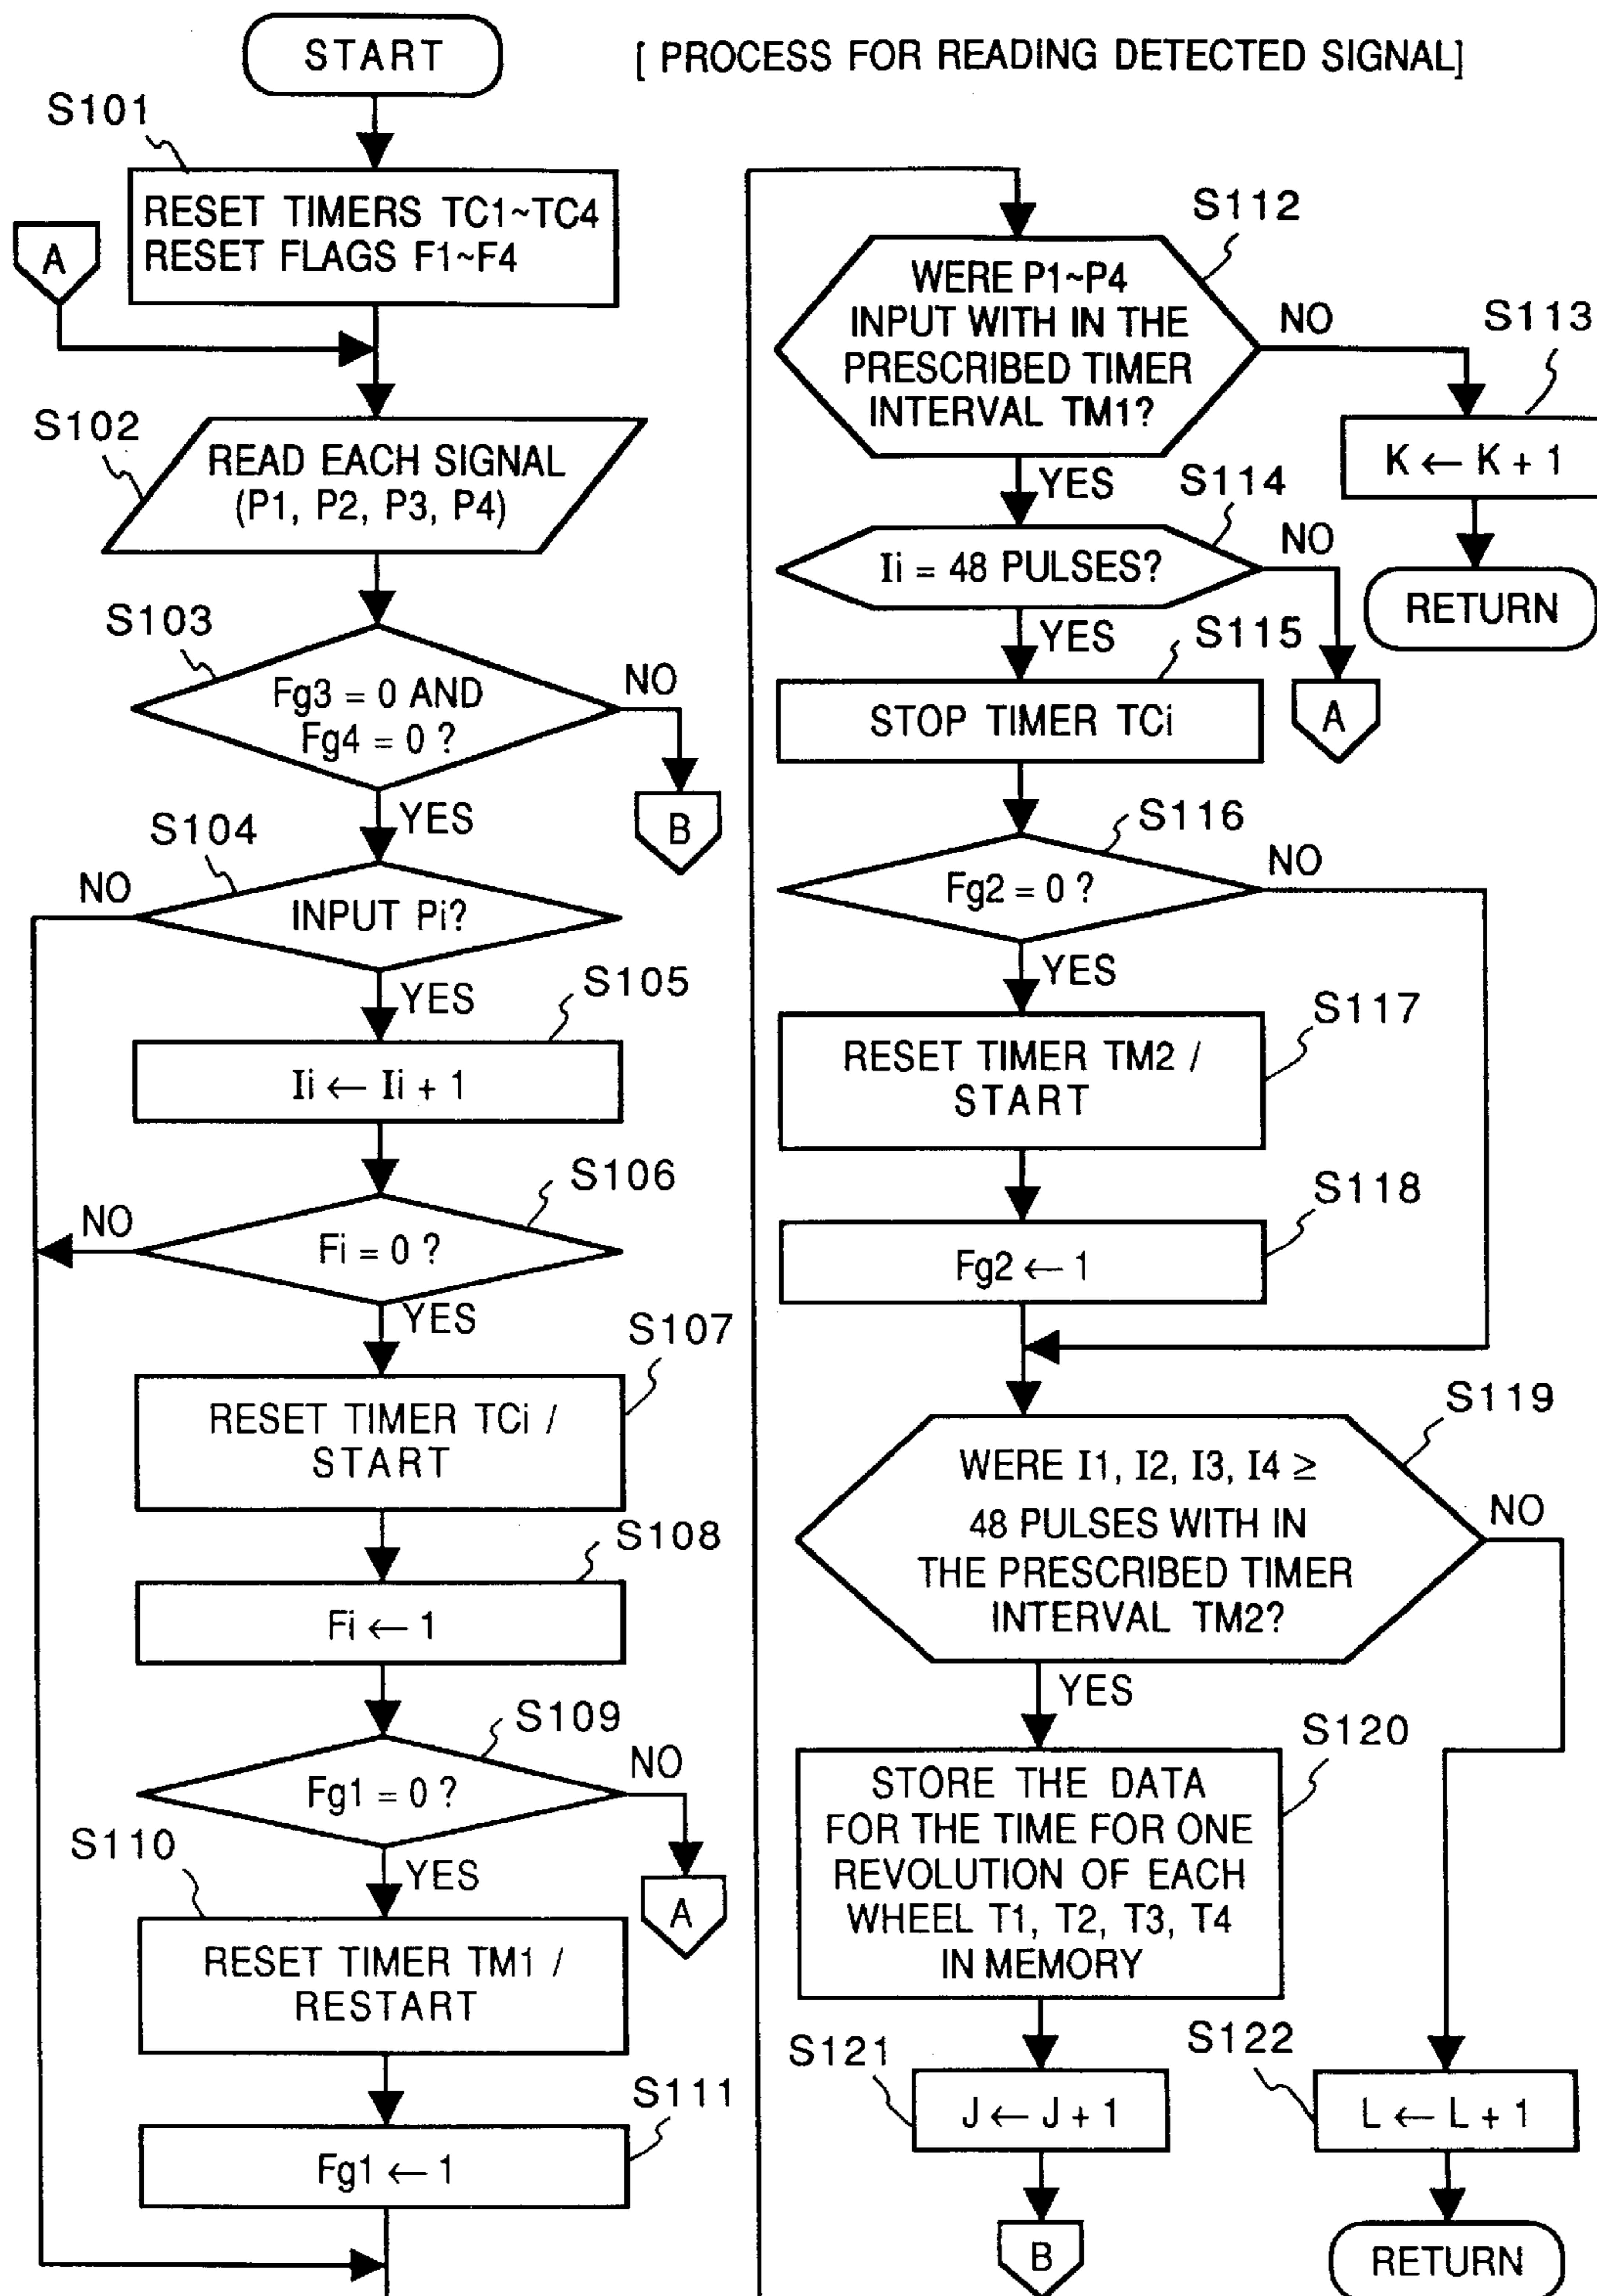 START
[ PROCESS FOR READING DETECTED SIGNAL]
S101
RESET TIMERS TC1~TC4
RESET FLAGS F1~F4
A
S102
READ EACH SIGNAL
(P1, P2, P3, P4)
S103
Fg3 = 0 AND
Fg4 = 0 ?
NO
B
YES
S104
NO
INPUT Pi?
YES
S105
Ii ← Ii + 1
S106
NO
Fi = 0 ?
YES
S107
RESET TIMER TCi /
START
S108
Fi ← 1
S109
Fg1 = 0 ?
NO
A
YES
S110
RESET TIMER TM1 /
RESTART
S111
Fg1 ← 1
S112
WERE P1~P4
INPUT WITH IN THE
PRESCRIBED TIMER
INTERVAL TM1?
NO
S113
K ← K + 1
RETURN
YES
S114
Ii = 48 PULSES?
NO
A
YES
S115
STOP TIMER TCi
S116
Fg2 = 0 ?
NO
YES
S117
RESET TIMER TM2 /
START
S118
Fg2 ← 1
S119
WERE I1, I2, I3, I4 ≥
48 PULSES WITH IN
THE PRESCRIBED TIMER
INTERVAL TM2?
NO
YES
S120
STORE THE DATA
FOR THE TIME FOR ONE
REVOLUTION OF EACH
WHEEL T1, T2, T3, T4
IN MEMORY
S121
J ← J + 1
B
S122
L ← L + 1
RETURN